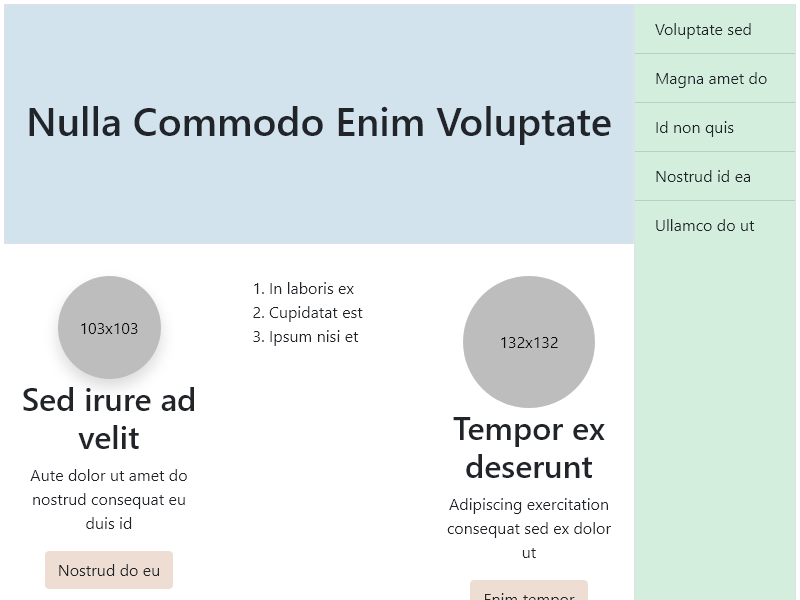 Nulla Commodo Enim Voluptate
Voluptate sed
Magna amet do
Id non quis
Nostrud id ea
Ullamco do ut
103x103
Sed irure ad
velit
Aute dolor ut amet do
nostrud consequat eu
duis id
Nostrud do eu
1. In laboris ex
2. Cupidatat est
3. Ipsum nisi et
132x132
Tempor ex
deserunt
Adipiscing exercitation
consequat sed ex dolor
ut
Enim tempor